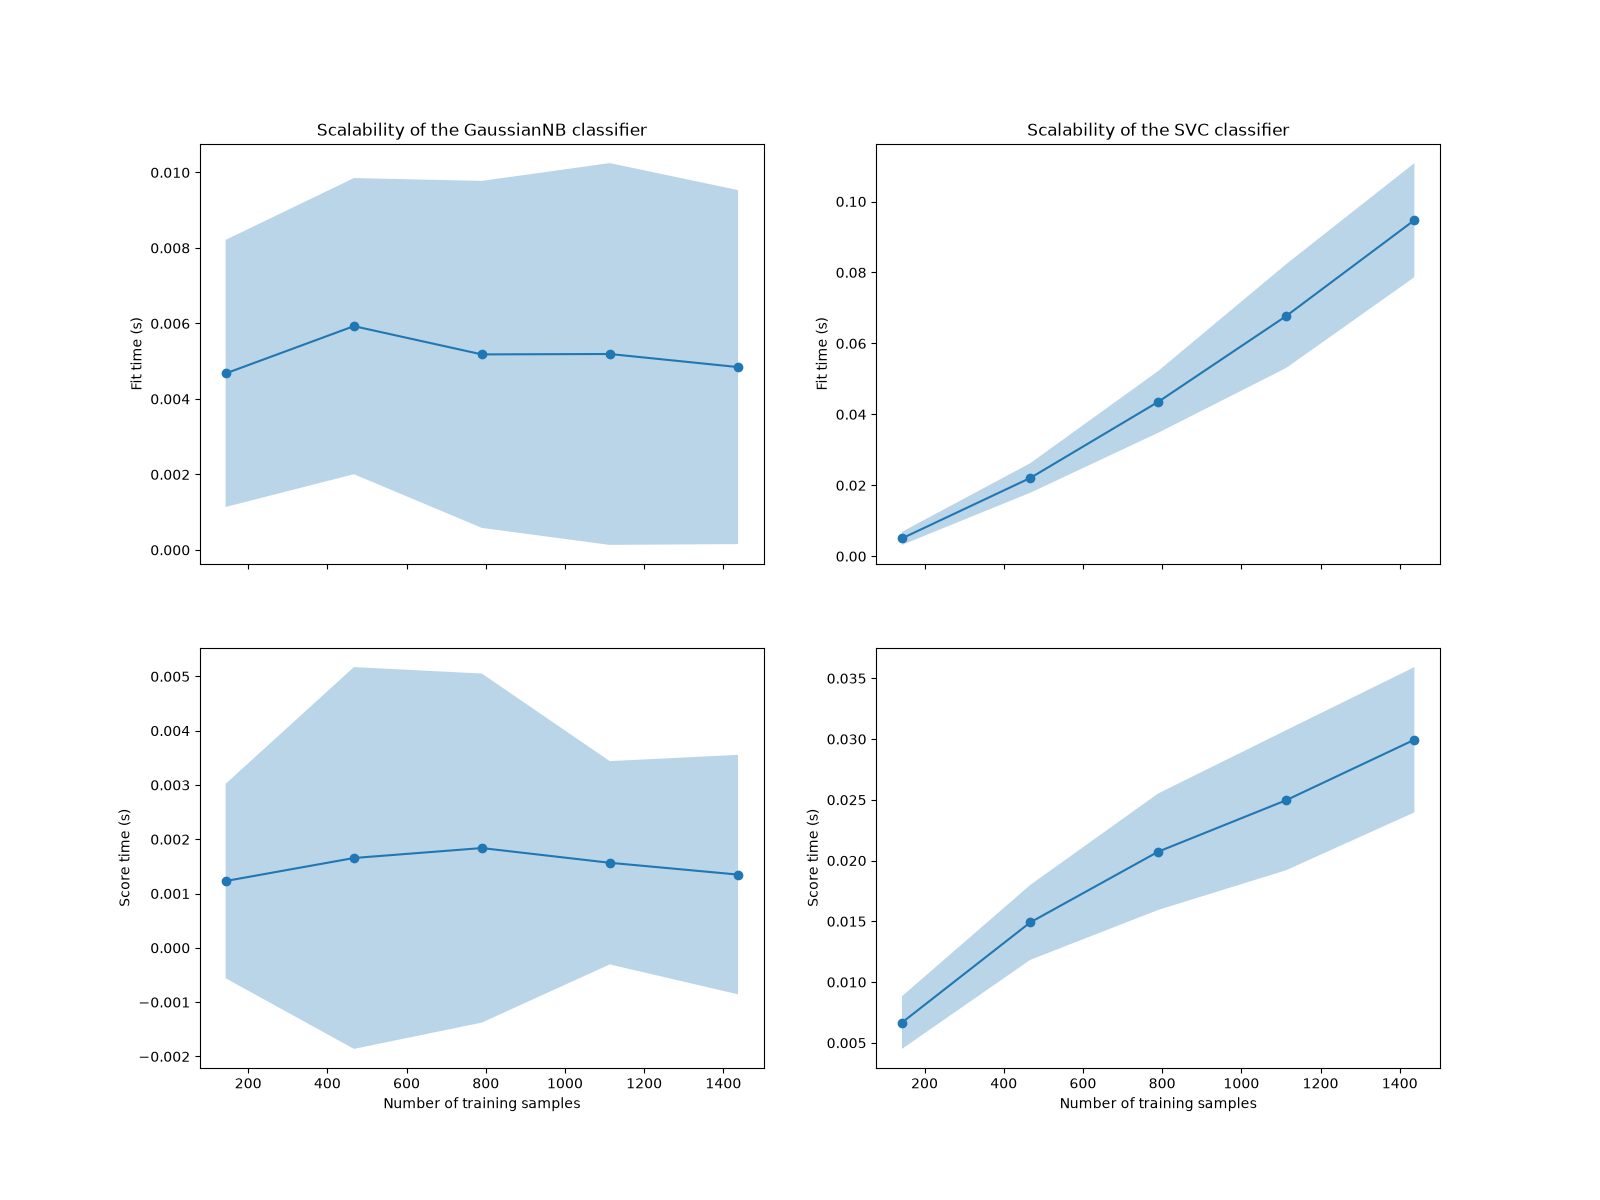 Scalability of the GaussianNB classifier
0.010
0.008
0.006
0.004
0.002
0.000
Fit time (s)
Scalability of the SVC classifier
0.10
0.08
0.06
0.04
0.02
0.00
Fit time (s)
0.005
0.004
0.003
0.002
0.001
0.000
−0.001
−0.002
Score time (s)
200 400 600 800 1000 1200 1400
Number of training samples
0.035
0.030
0.025
0.020
0.015
0.010
0.005
Score time (s)
200 400 600 800 1000 1200 1400
Number of training samples